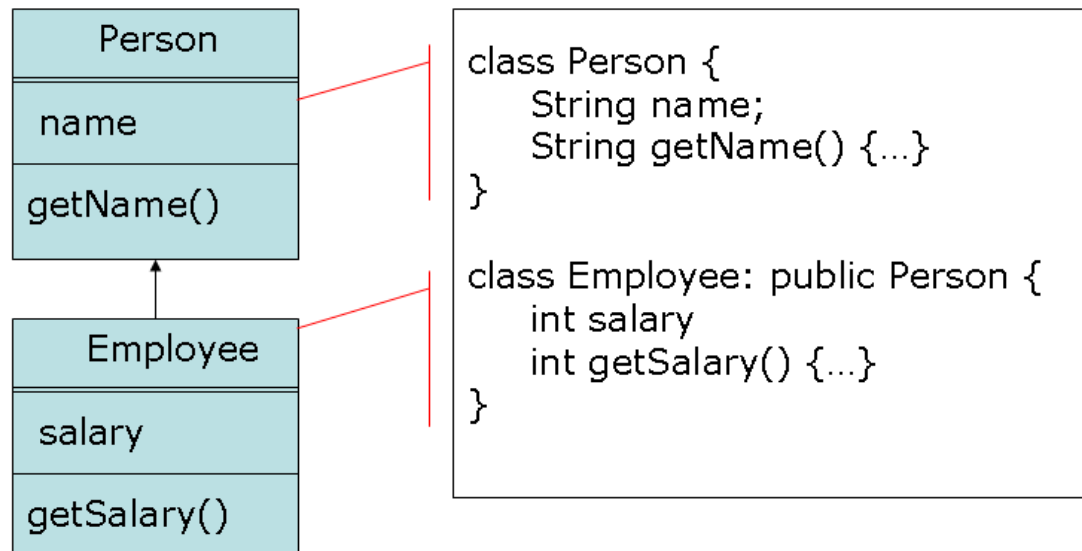 Person
name
getName()
Employee
salary
getSalary()
class Person {
String name;
String getName() {...}
}
class Employee: public Person {
int salary
int getSalary() {...}
}